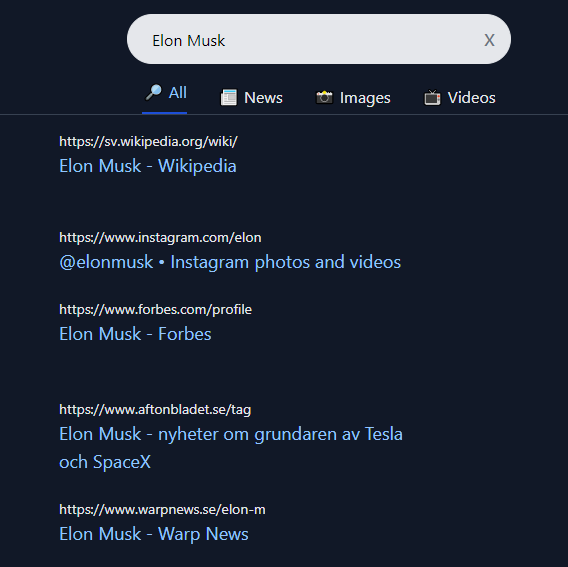 Elon Musk
X
All
News
Images
Videos
https://sv.wikipedia.org/wiki/
Elon Musk - Wikipedia
https://www.instagram.com/elon
@elonmusk • Instagram photos and videos
https://www.forbes.com/profile
Elon Musk - Forbes
https://www.aftonbladet.se/tag
Elon Musk - nyheter om grundaren av Tesla
och SpaceX
https://www.warpnews.se/elon-m
Elon Musk - Warp News